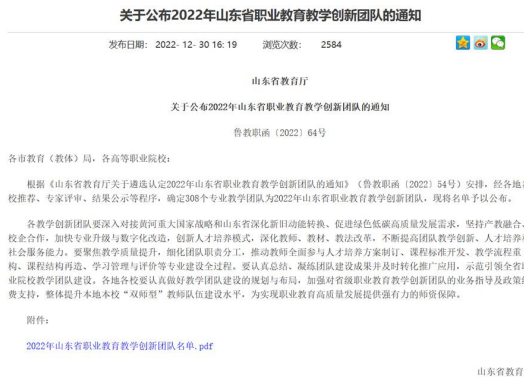 关于公布2022年山东省职业教育教学创新团队的通知
发布日期：2022- 12- 30 16：19 浏览次数： 2584
山东省教育厅
关于公布2022年山东省职业教育教学创新团队的通知
鲁教职函〔2022〕64号
各市教育（教体）局，各高等职业院校：
根据《山东省教育厅关于遴选认定2022年山东省职业教育教学创新团队的通知》（鲁教职函〔2022〕54号）安排，经各地各
校推荐、专家评审、结果公示等程序，确定308个专业教学团队为2022年山东省职业教育教学创新团队，现将名单予以公布。
各教学创新团队要深入对接黄河重大国家战略和山东省深化新旧动能转换、促进绿色低碳高质量发展需求，坚持产教融合、
校企合作，加快专业升级与数字化改造，创新人才培养模式，深化教师、教材、教法改革，不断提高团队教学创新、人才培养和
社会服务能力。要聚焦教学质量提升，细化团队职责分工，推动教师全面参与人才培养方案制订、课程标准开发、教学流程重
构、课程结构再造、学习管理与评价等专业建设全过程。要认真总结、凝练团队建设成果并及时转化推广应用，示范引领全省职
业院校教学团队建设。各地各校要认真做好教学团队建设的规划与布局，加强对省级职业教育教学创新团队的业务指导及政策经
费支持，整体提升本地本校“双师型”教师队伍建设水平，为实现职业教育高质量发展提供强有力的师资保障。
附件：
2022年山东省职业教育教学创新团队名单.pdf
山东省教育